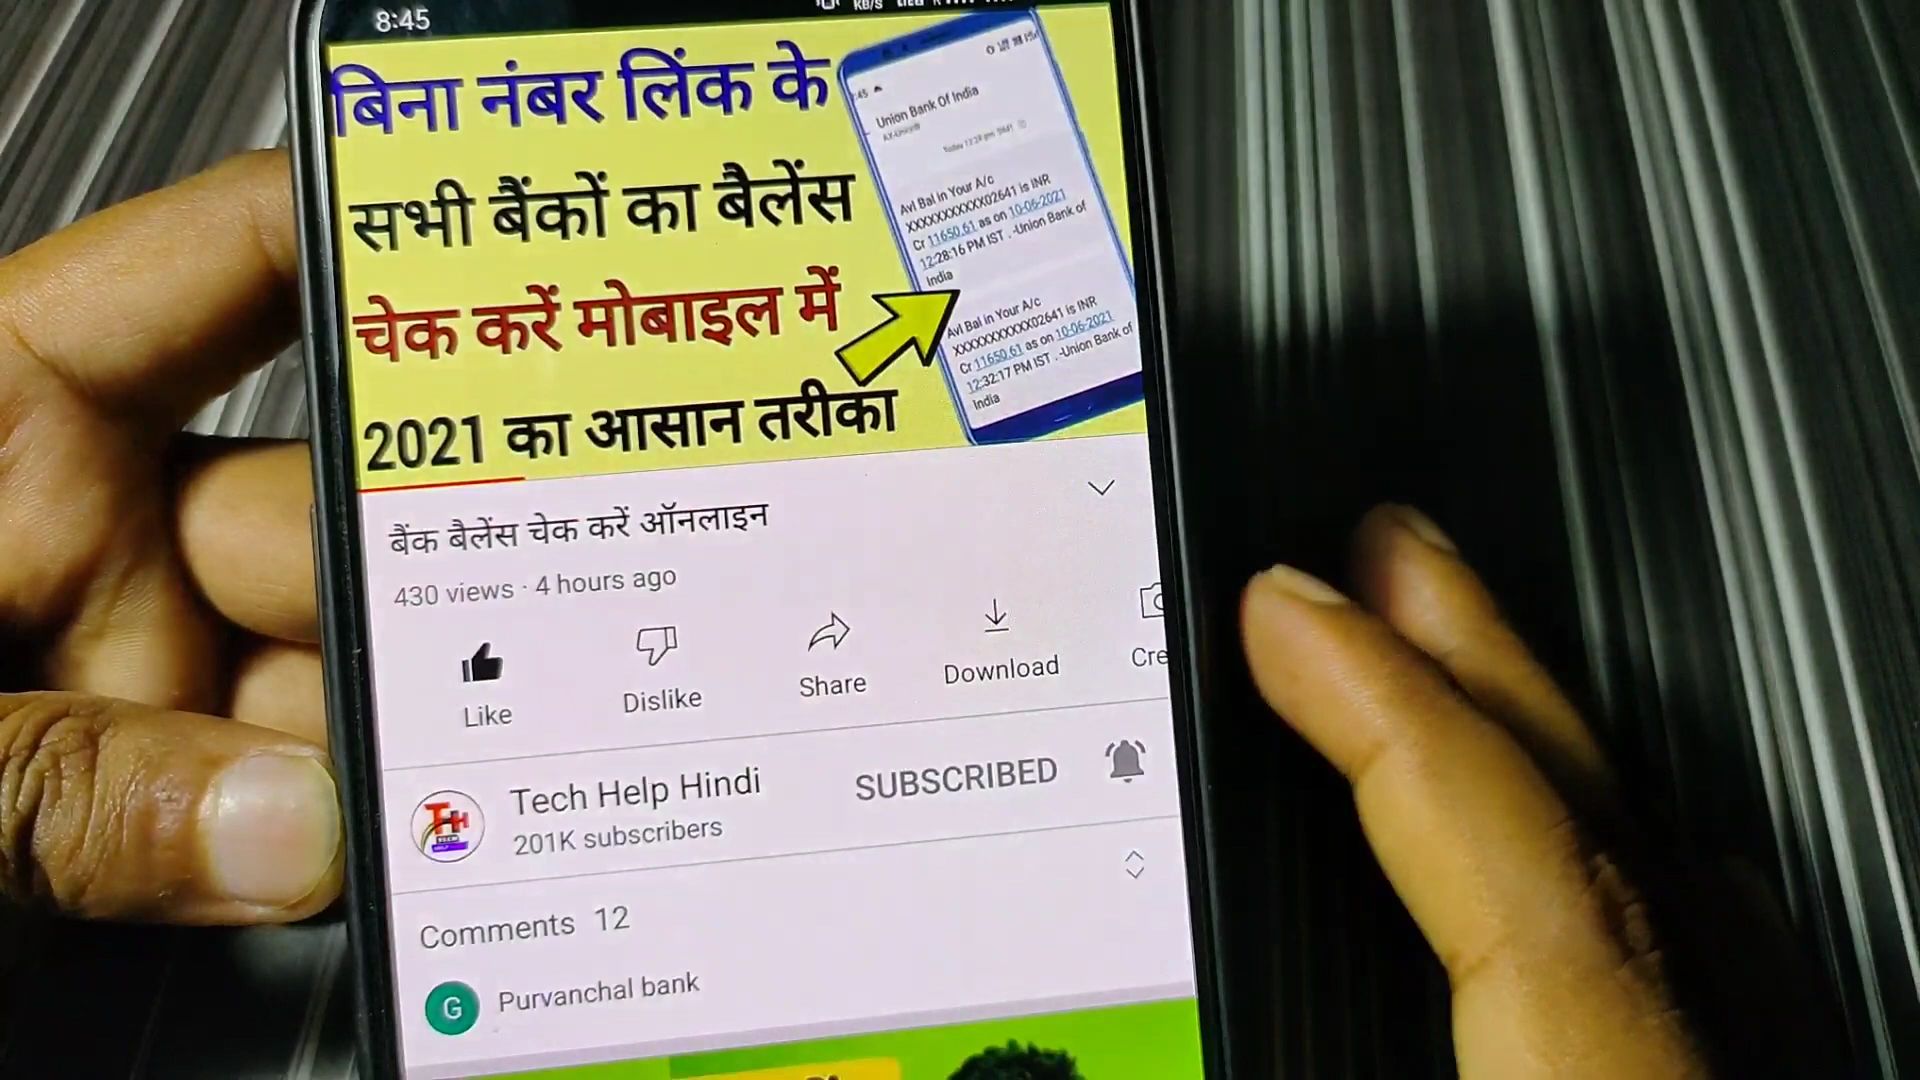 8:45
KB/S
बिना नंबर लिंक के
सभी बैंकों का बैलेंस
चेक करें मोबाइल में
2021 का आसान तरीका
Union Bank Of India
Avl Bal in Your A/c
XXXXXXXXXXX02641 is INR
Cr 11650.61 as on 10-06-2021
12:28:16 PM IST . -Union Bank of
India
Avl Bal in Your A/c
XXXXXXXXXXX02641 is INR
Cr 11650.61 as on 10-06-2021
12:32:17 PM IST . -Union Bank of
India
बैंक बैलेंस चेक करें ऑनलाइन
430 views · 4 hours ago
Like
Dislike
Share
Download
Cre
Tech Help Hindi
201K subscribers
SUBSCRIBED
Comments 12
G
Purvanchal bank